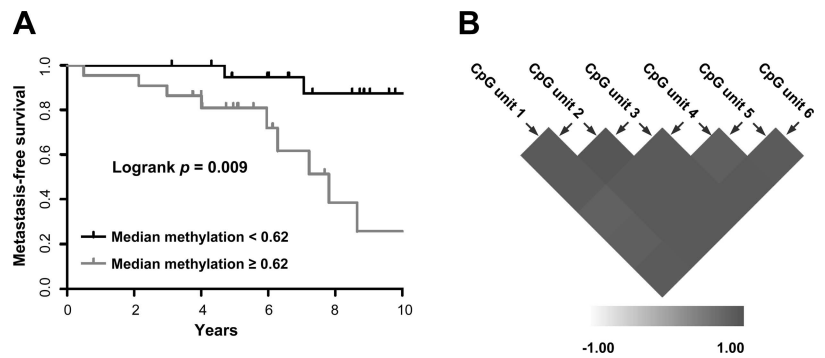 A
Metastasis-free survival
1.0
0.8
0.6
0.4
0.2
0.0
Logrank p = 0.009
Median methylation < 0.62
Median methylation ≥ 0.62
0 2 4 6 8 10
Years
B
CpG unit 1
CpG unit 2
CpG unit 3
CpG unit 4
CpG unit 5
CpG unit 6
-1.00 1.00